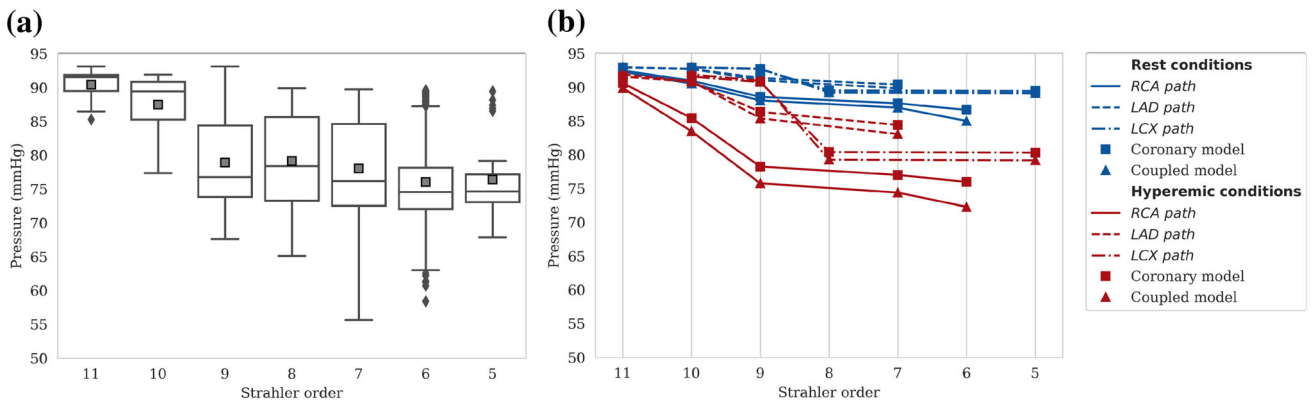 (a)
Pressure (mmHg)
95
90
85
80
75
70
65
60
55
50
11 10 9 8 7 6 5
Strahler order
(b)
Pressure (mmHg)
95
90
85
80
75
70
65
60
55
50
11 10 9 8 7 6 5
Strahler order
Rest conditions
RCA path
LAD path
LCX path
Coronary model
Coupled model
Hyperemic conditions
RCA path
LAD path
LCX path
Coronary model
Coupled model